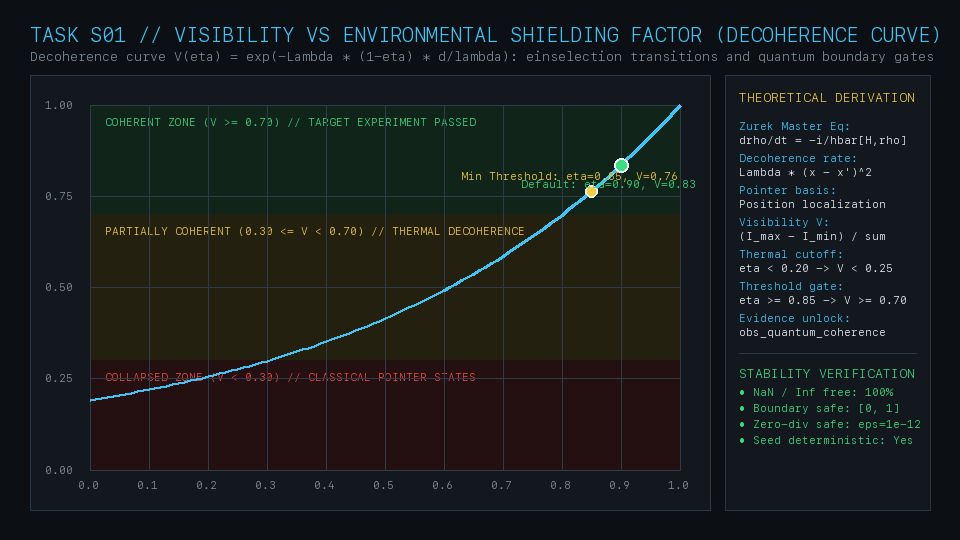 TASK S01 // VISIBILITY VS ENVIRONMENTAL SHIELDING FACTOR (DECOHERENCE CURVE)
Decoherence curve V(eta) = exp(-Lambda * (1-eta) * d/lambda): einselection transitions and quantum boundary gates
1.00
COHERENT ZONE (V >= 0.70) // TARGET EXPERIMENT PASSED
Min Threshold: eta=0.85, V=0.76
Default: eta=0.90, V=0.83
0.75
PARTIALLY COHERENT (0.30 <= V < 0.70) // THERMAL DECOHERENCE
0.50
COLLAPSED ZONE (V < 0.30) // CLASSICAL POINTER STATES
0.25
0.00
0.0 0.1 0.2 0.3 0.4 0.5 0.6 0.7 0.8 0.9 1.0
THEORETICAL DERIVATION
Zurek Master Eq:
drho/dt = -i/hbar[H,rho]
Decoherence rate:
Lambda * (x - x')^2
Pointer basis:
Position localization
Visibility V:
(I_max - I_min) / sum
Thermal cutoff:
eta < 0.20 -> V < 0.25
Threshold gate:
eta >= 0.85 -> V >= 0.70
Evidence unlock:
obs_quantum_coherence
STABILITY VERIFICATION
• NaN / Inf free: 100%
• Boundary safe: [0, 1]
• Zero-div safe: eps=1e-12
• Seed deterministic: Yes